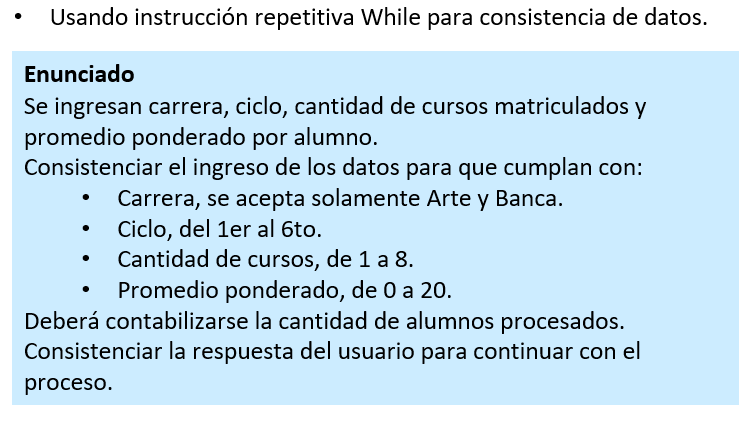 • Usando instrucción repetitiva While para consistencia de datos.
Enunciado
Se ingresan carrera, ciclo, cantidad de cursos matriculados y
promedio ponderado por alumno.
Consistenciar el ingreso de los datos para que cumplan con:
• Carrera, se acepta solamente Arte y Banca.
• Ciclo, del 1er al 6to.
• Cantidad de cursos, de 1 a 8.
• Promedio ponderado, de 0 a 20.
Deberá contabilizarse la cantidad de alumnos procesados.
Consistenciar la respuesta del usuario para continuar con el
proceso.